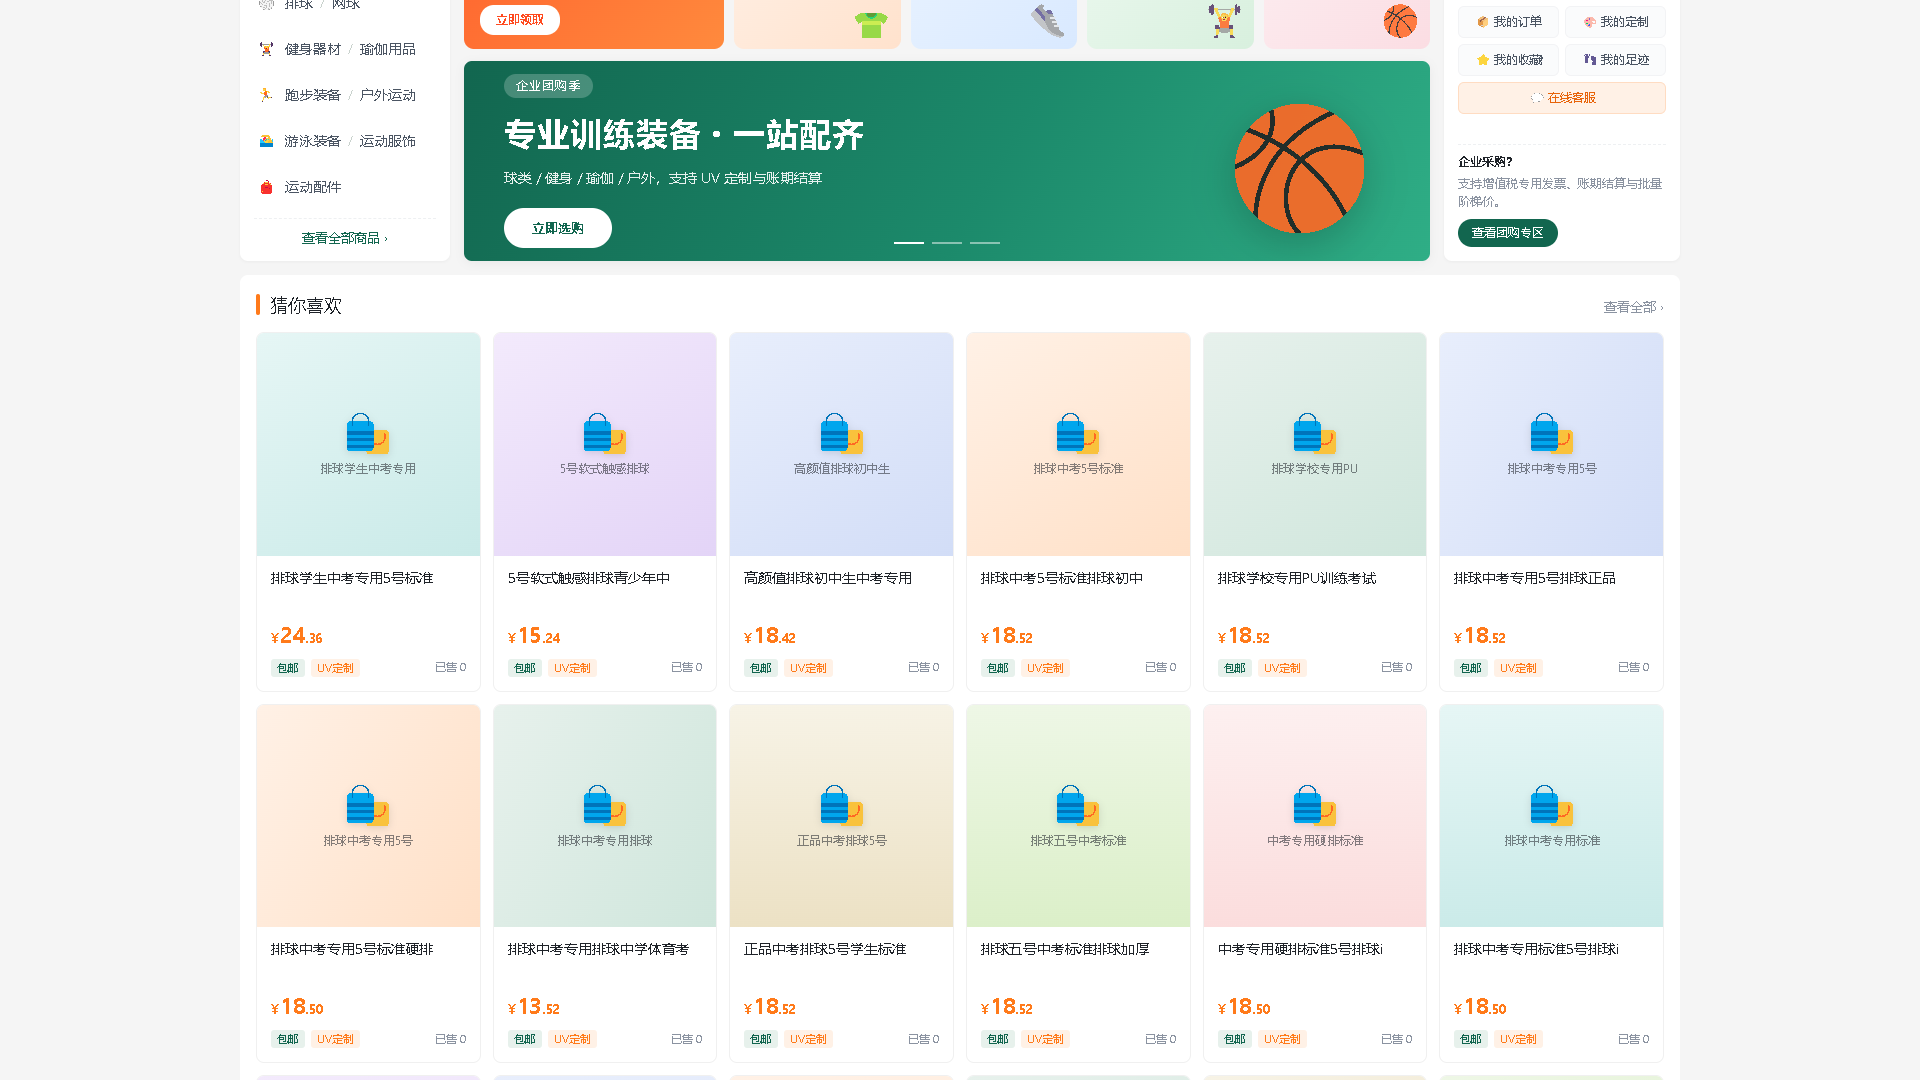 排球 / 网球
健身器材 / 瑜伽用品
跑步装备 / 户外运动
游泳装备 / 运动服饰
运动配件
查看全部商品 ›
立即领取
企业团购季
专业训练装备 · 一站配齐
球类 / 健身 / 瑜伽 / 户外，支持 UV 定制与账期结算
立即选购
我的订单
我的定制
我的收藏
我的足迹
在线客服
企业采购?
支持增值税专用发票、账期结算与批量
阶梯价。
查看团购专区
猜你喜欢
查看全部 ›
排球学生中考专用
5号软式触感排球
高颜值排球初中生
排球中考5号标准
排球学校专用PU
排球中考专用5号
排球学生中考专用5号标准
5号软式触感排球青少年中
高颜值排球初中生中考专用
排球中考5号标准排球初中
排球学校专用PU训练考试
排球中考专用5号排球正品
¥24.36
¥15.24
¥18.42
¥18.52
¥18.52
¥18.52
包邮 UV定制 已售 0
包邮 UV定制 已售 0
包邮 UV定制 已售 0
包邮 UV定制 已售 0
包邮 UV定制 已售 0
包邮 UV定制 已售 0
排球中考专用5号
排球中考专用排球
正品中考排球5号
排球五号中考标准
中考专用硬排标准
排球中考专用标准
排球中考专用5号标准硬排
排球中考专用排球中学体育考
正品中考排球5号学生标准
排球五号中考标准排球加厚
中考专用硬排标准5号排球i
排球中考专用标准5号排球i
¥18.50
¥13.52
¥18.52
¥18.52
¥18.50
¥18.50
包邮 UV定制 已售 0
包邮 UV定制 已售 0
包邮 UV定制 已售 0
包邮 UV定制 已售 0
包邮 UV定制 已售 0
包邮 UV定制 已售 0